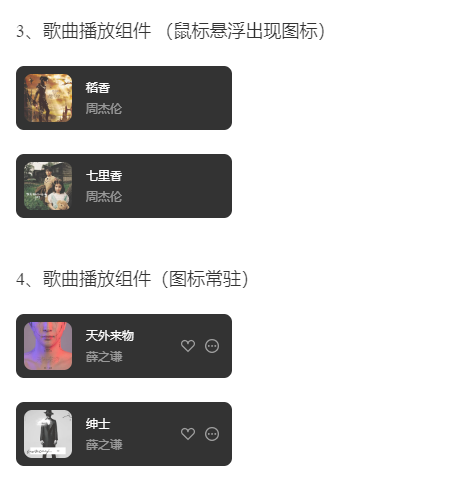 3、歌曲播放组件 （鼠标悬浮出现图标）
稻香
周杰伦
七里香
周杰伦
4、歌曲播放组件（图标常驻）
天外来物
薛之谦
绅士
薛之谦